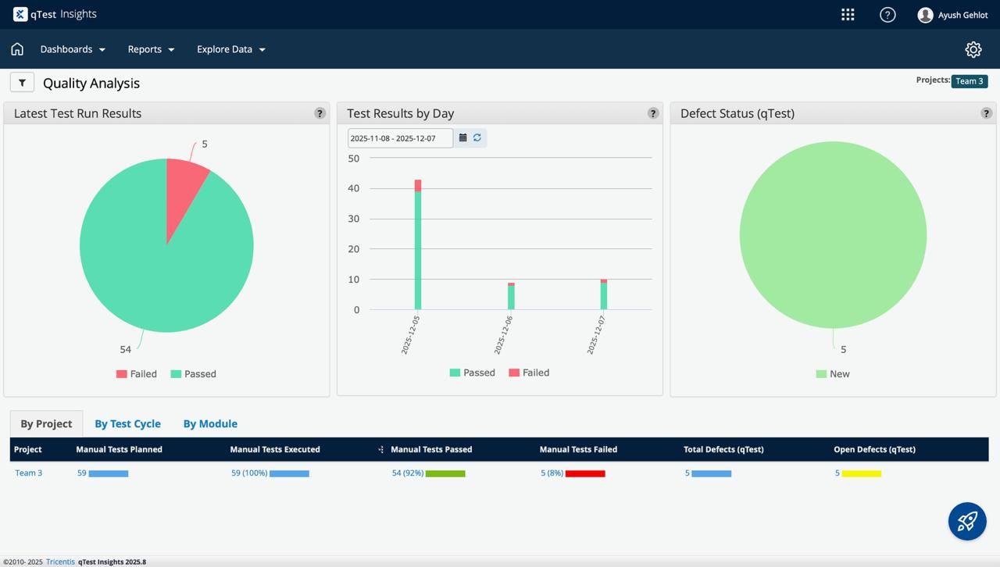 qTest Insights
? Ayush Gehlot
Dashboards Reports Explore Data
Quality Analysis
Projects: Team 3
Latest Test Run Results ?
5
54
Failed Passed
Test Results by Day ?
2025-11-08 - 2025-12-07
50
40
30
20
10
0
2025-12-05 2025-12-06 2025-12-07
Passed Failed
Defect Status (qTest) ?
5
New
By Project By Test Cycle By Module
Project Manual Tests Planned Manual Tests Executed Manual Tests Passed Manual Tests Failed Total Defects (qTest) Open Defects (qTest)
Team 3 59 59 (100%) 54 (92%) 5 (8%) 5 5
©2010- 2025 Tricentis qTest Insights 2025.8